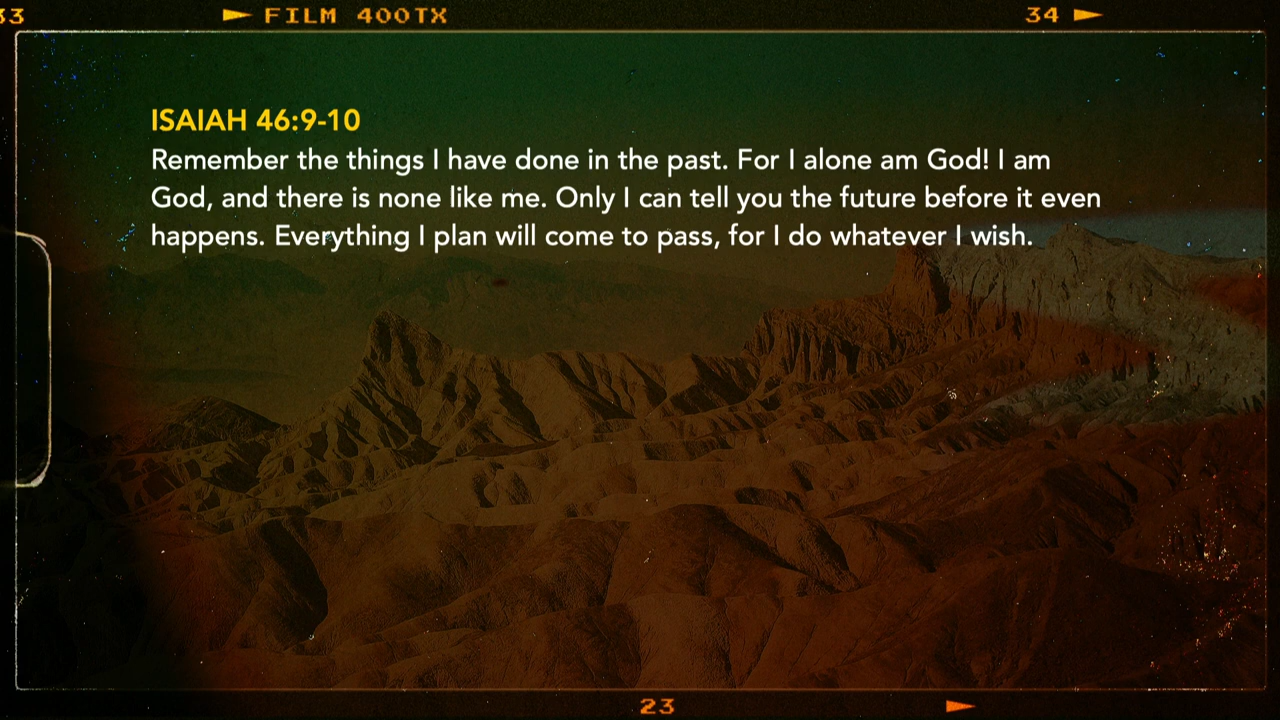 33 FILM 400TX 34
ISAIAH 46:9-10
Remember the things I have done in the past. For I alone am God! I am
God, and there is none like me. Only I can tell you the future before it even
happens. Everything I plan will come to pass, for I do whatever I wish.
23